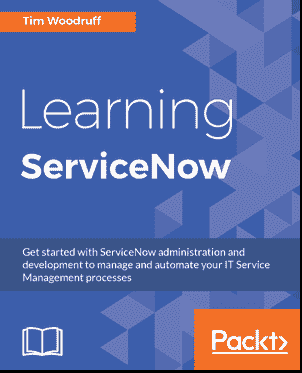 Tim Woodruff
Learning
ServiceNow
Get started with ServiceNow administration and
development to manage and automate your IT Service
Management processes
Packt>